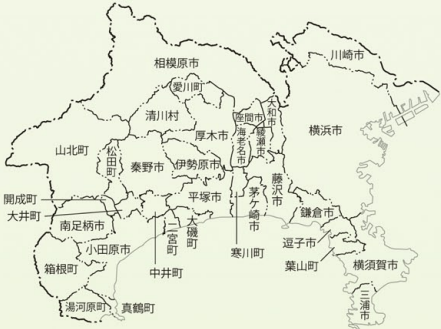 川崎市
相模原市
愛川町
大和市
清川村
座間市
綾瀬市
海老名市
厚木市
横浜市
山北町
松田町
秦野市
伊勢原市
藤沢市
平塚市
茅ケ崎市
開成町
大井町
南足柄市
鎌倉市
大磯町
二宮町
小田原市
逗子市
中井町
寒川町
葉山町
箱根町
横須賀市
三浦市
湯河原町
真鶴町